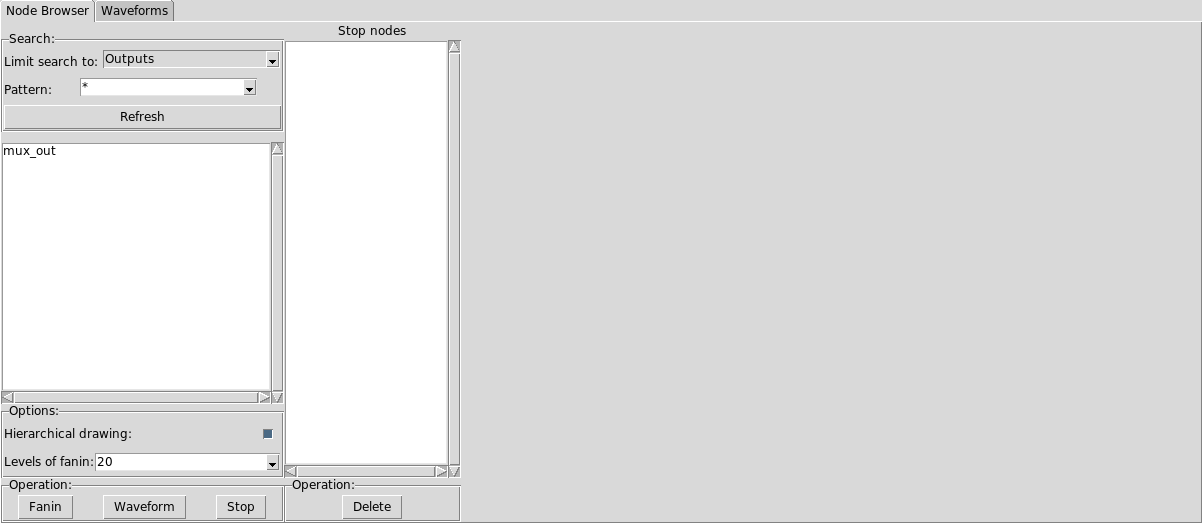 Node Browser
Waveforms
Search:
Limit search to: Outputs
Pattern: *
Refresh
mux_out
Options:
Hierarchical drawing:
Levels of fanin: 20
Operation:
Fanin
Waveform
Stop
Stop nodes
Operation:
Delete